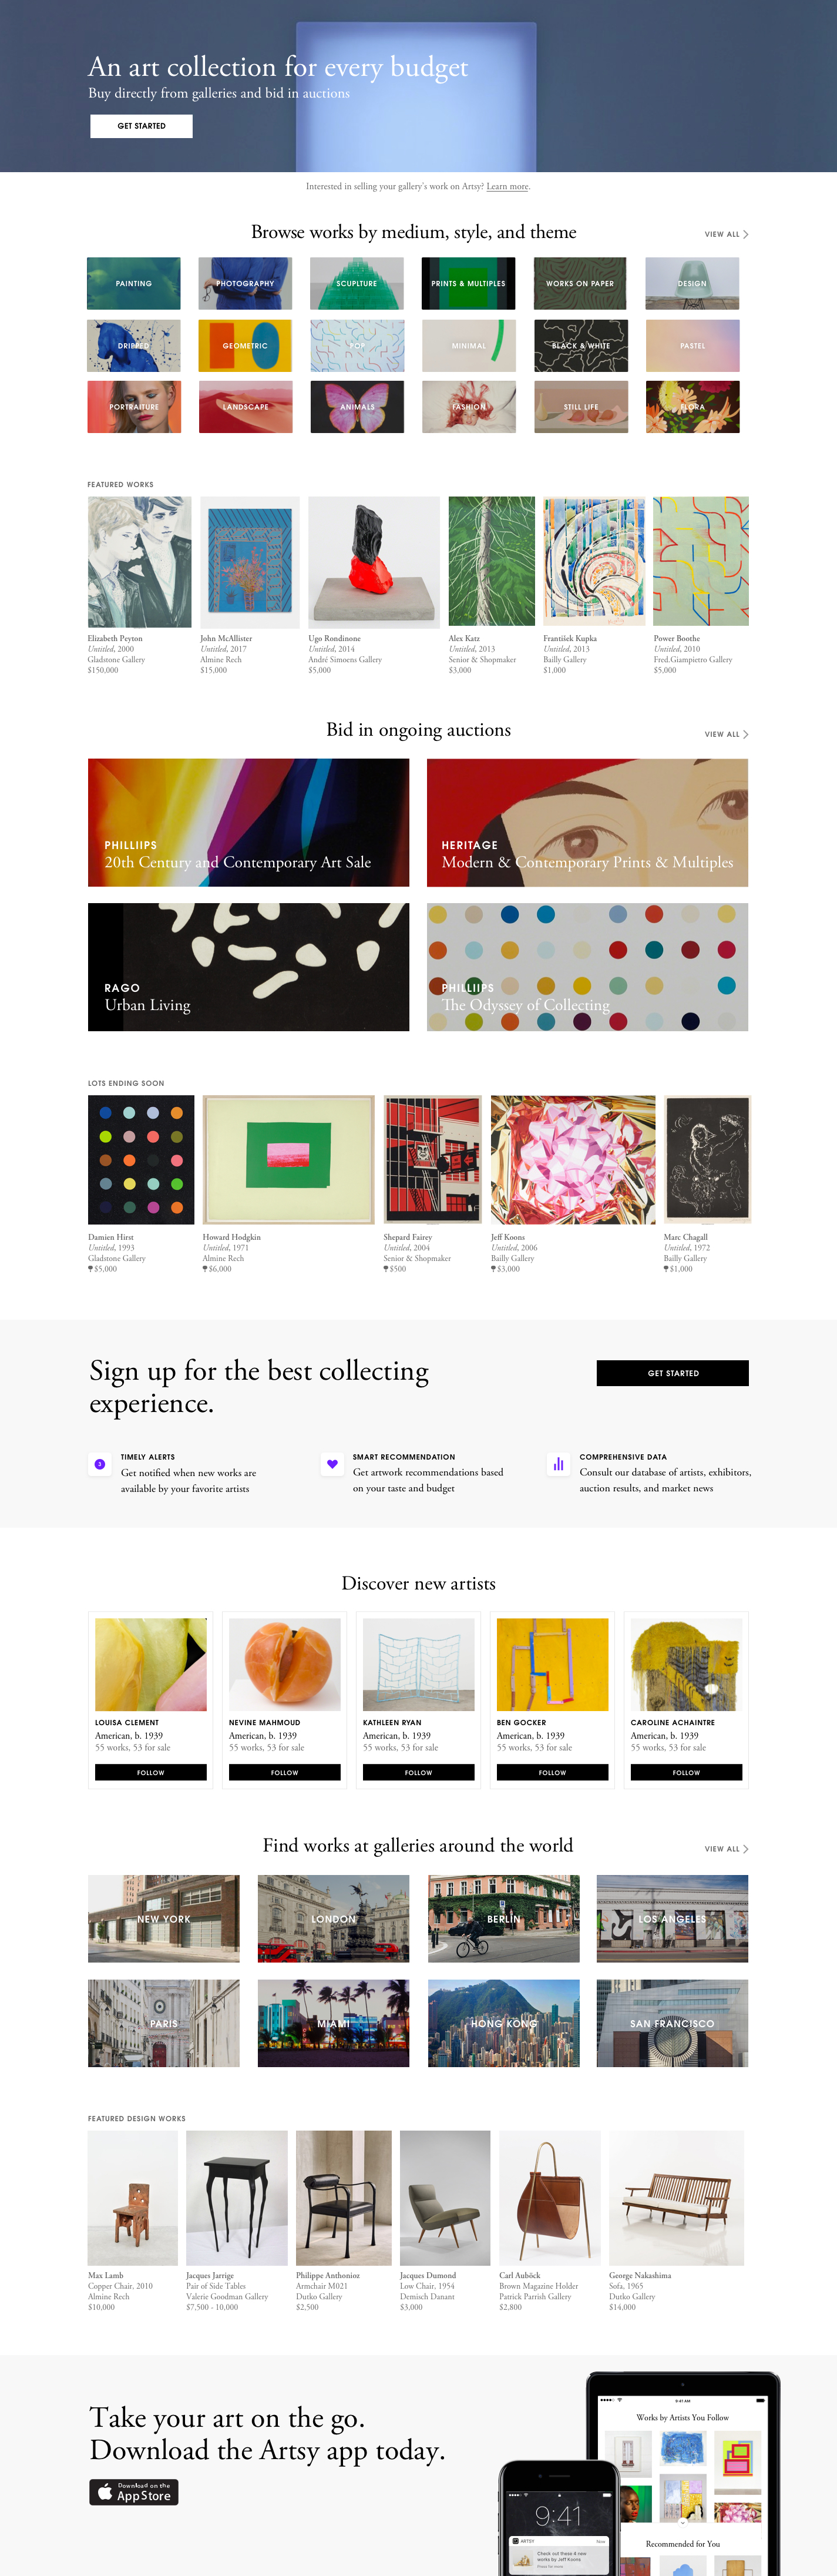 An art collection for every budget
Buy directly from galleries and bid in auctions
GET STARTED
Interested in selling your gallery's work on Artsy? Learn more.
Browse works by medium, style, and theme
VIEW ALL
PAINTING
PHOTOGRAPHY
SCUPLTURE
PRINTS & MULTIPLES
WORKS ON PAPER
DESIGN
DRIPPED
GEOMETRIC
POP
MINIMAL
BLACK & WHITE
PASTEL
PORTRAITURE
LANDSCAPE
ANIMALS
FASHION
STILL LIFE
FLORA
FEATURED WORKS
Elizabeth Peyton
Untitled, 2000
Gladstone Gallery
$150,000
John McAllister
Untitled, 2017
Almine Rech
$15,000
Ugo Rondinone
Untitled, 2014
André Simoens Gallery
$5,000
Alex Katz
Untitled, 2013
Senior & Shopmaker
$3,000
František Kupka
Untitled, 2013
Bailly Gallery
$1,000
Power Boothe
Untitled, 2010
Fred.Giampietro Gallery
$5,000
Bid in ongoing auctions
VIEW ALL
PHILLIIPS
20th Century and Contemporary Art Sale
HERITAGE
Modern & Contemporary Prints & Multiples
RAGO
Urban Living
PHILLIIPS
The Odyssey of Collecting
LOTS ENDING SOON
Damien Hirst
Untitled, 1993
Gladstone Gallery
$5,000
Howard Hodgkin
Untitled, 1971
Almine Rech
$6,000
Shepard Fairey
Untitled, 2004
Senior & Shopmaker
$500
Jeff Koons
Untitled, 2006
Bailly Gallery
$3,000
Marc Chagall
Untitled, 1972
Bailly Gallery
$1,000
Sign up for the best collecting
experience.
GET STARTED
TIMELY ALERTS
Get notified when new works are
available by your favorite artists
SMART RECOMMENDATION
Get artwork recommendations based
on your taste and budget
COMPREHENSIVE DATA
Consult our database of artists, exhibitors,
auction results, and market news
Discover new artists
LOUISA CLEMENT
American, b. 1939
55 works, 53 for sale
FOLLOW
NEVINE MAHMOUD
American, b. 1939
55 works, 53 for sale
FOLLOW
KATHLEEN RYAN
American, b. 1939
55 works, 53 for sale
FOLLOW
BEN GOCKER
American, b. 1939
55 works, 53 for sale
FOLLOW
CAROLINE ACHAINTRE
American, b. 1939
55 works, 53 for sale
FOLLOW
Find works at galleries around the world
VIEW ALL
NEW YORK
LONDON
BERLIN
LOS ANGELES
PARIS
MIAMI
HONG KONG
SAN FRANCISCO
FEATURED DESIGN WORKS
Max Lamb
Copper Chair, 2010
Almine Rech
$10,000
Jacques Jarrige
Pair of Side Tables
Valerie Goodman Gallery
$7,500 - 10,000
Philippe Anthonioz
Armchair M021
Dutko Gallery
$2,500
Jacques Dumond
Low Chair, 1954
Demisch Danant
$3,000
Carl Auböck
Brown Magazine Holder
Patrick Parrish Gallery
$2,800
George Nakashima
Sofa, 1965
Dutko Gallery
$14,000
Take your art on the go.
Download the Artsy app today.
Download on the
App Store
9:41 AM
Works by Artists You Follow
Recommended for You
9:41
ARTSY
Now
Check out these 4 new
works by Jeff Koons
Press for more